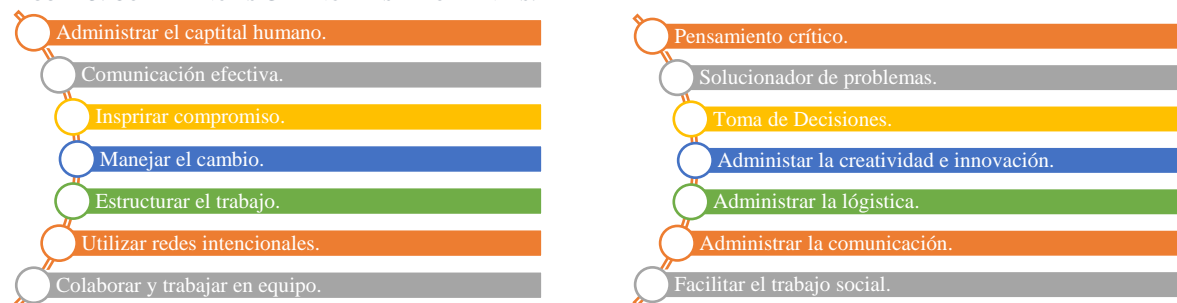 Administrar el captital humano.
Comunicación efectiva.
Insprirar compromiso.
Manejar el cambio.
Estructurar el trabajo.
Utilizar redes intencionales.
Colaborar y trabajar en equipo.
Pensamiento crítico.
Solucionador de problemas.
Toma de Decisiones.
Administar la creatividad e innovación.
Administrar la lógistica.
Administrar la comunicación.
Facilitar el trabajo social.